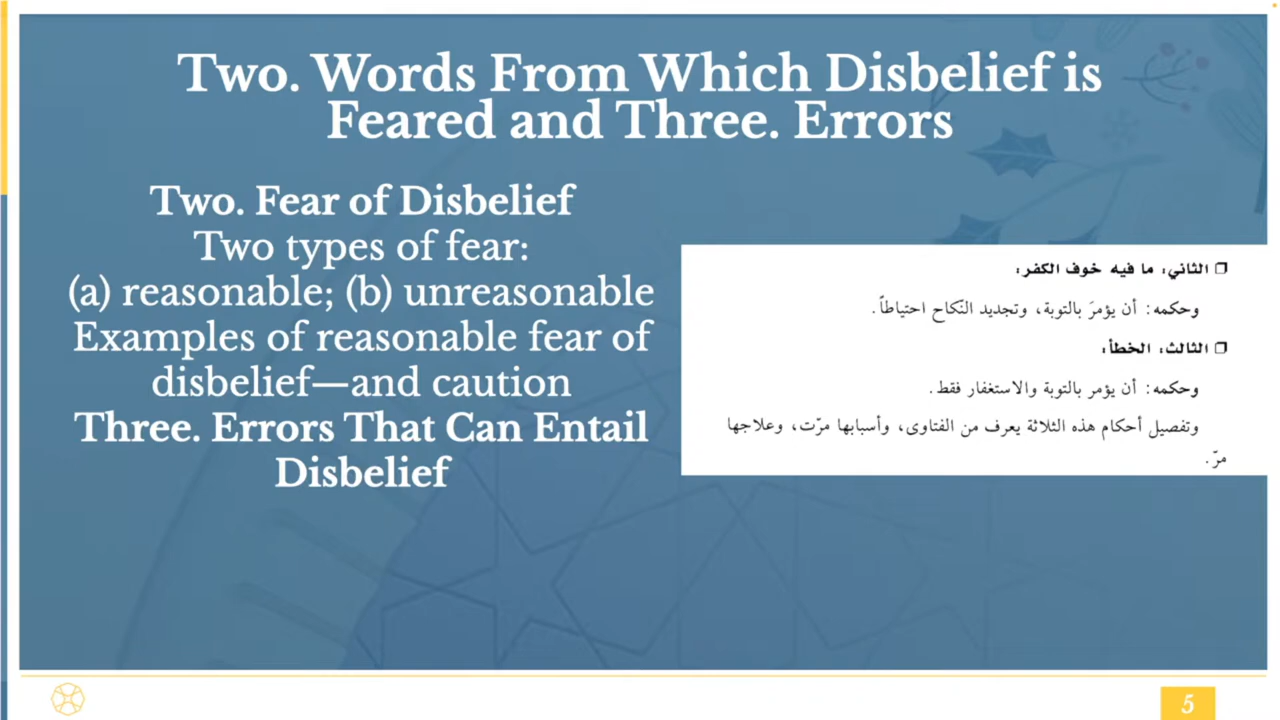 Two. Words From Which Disbelief is
Feared and Three. Errors
Two. Fear of Disbelief
Two types of fear:
(a) reasonable; (b) unreasonable
Examples of reasonable fear of
disbelief—and caution
Three. Errors That Can Entail
Disbelief
❐ الثاني: ما فيه خوف الكفر:
وحكمه: أن يؤمرَ بالتوبة، وتجديد النّكاح احتياطاً.
❐ الثالث: الخطأ:
وحكمه: أن يؤمر بالتوبة والاستغفار فقط.
وتفصيل أحكام هذه الثلاثة يعرف من الفتاوى، وأسبابها مرّت، وعلاجها
مرّ.
5